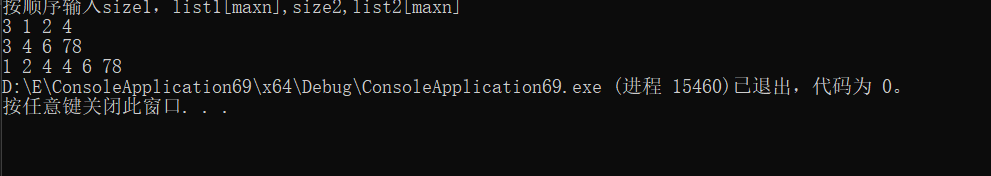 按顺序输入size1，list1[maxn],size2,list2[maxn]
3 1 2 4
3 4 6 78
1 2 4 4 6 78
D:\E\ConsoleApplication69\x64\Debug\ConsoleApplication69.exe (进程 15460)已退出，代码为 0。
按任意键关闭此窗口. . .